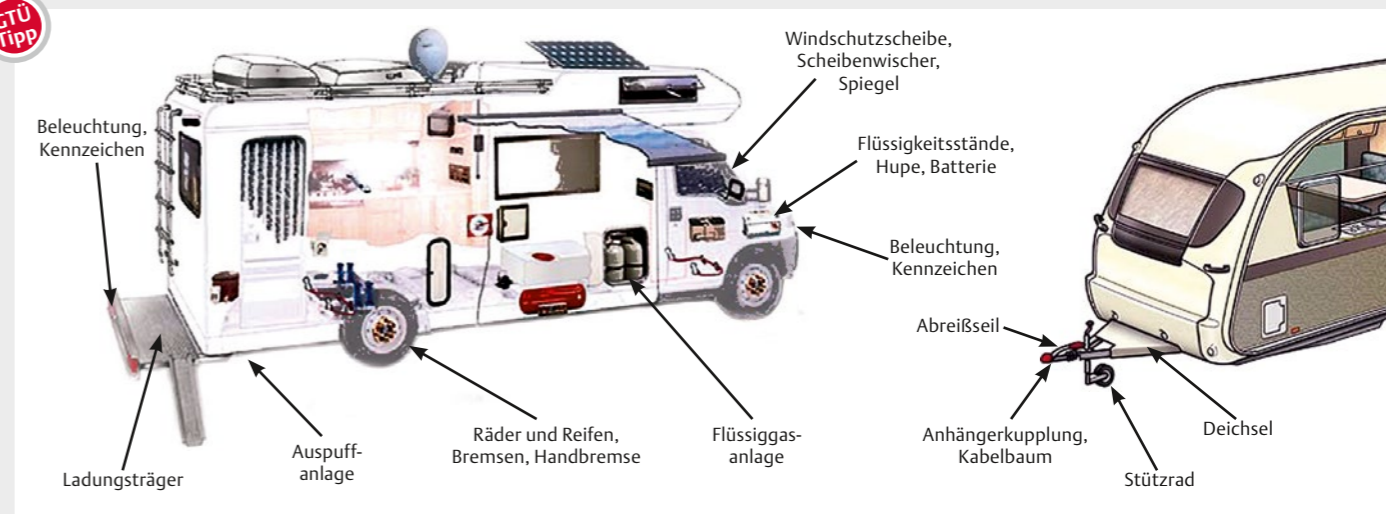 GTÜ
Tipp
Windschutzscheibe,
Scheibenwischer,
Spiegel
Beleuchtung,
Kennzeichen
Flüssigkeitsstände,
Hupe, Batterie
Beleuchtung,
Kennzeichen
Abreißseil
Ladungsträger
Auspuff-
anlage
Räder und Reifen,
Bremsen, Handbremse
Flüssiggas-
anlage
Anhängerkupplung,
Kabelbaum
Stützrad
Deichsel